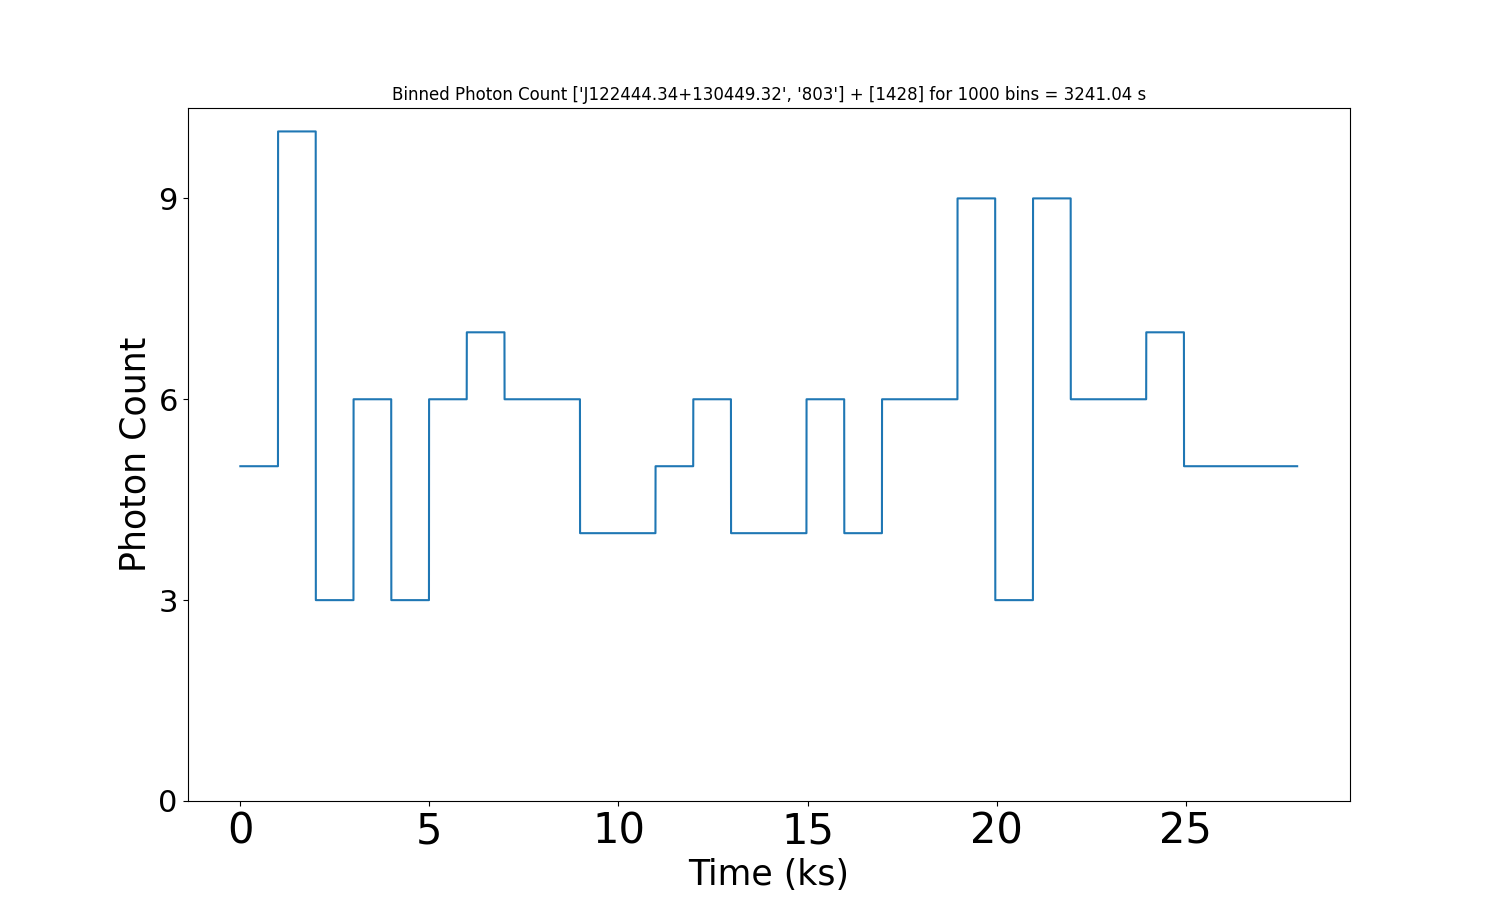 Binned Photon Count ['J122444.34+130449.32', '803'] + [1428] for 1000 bins = 3241.04 s
9
6
3
0
Photon Count
0 5 10 15 20 25
Time (ks)